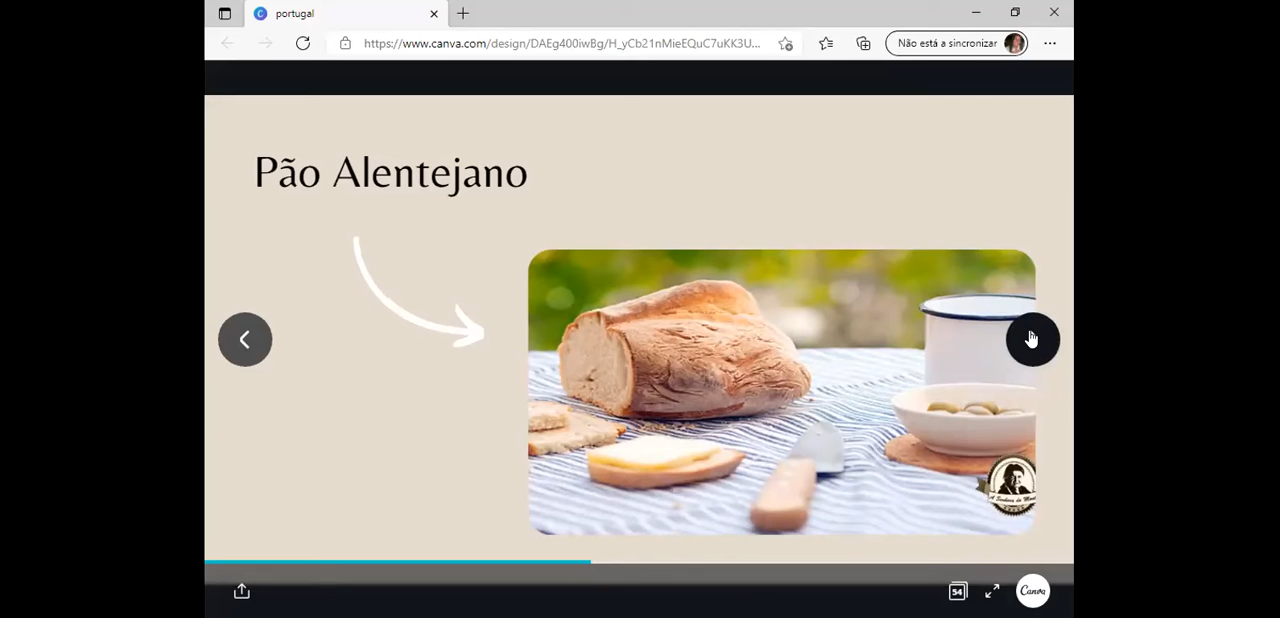 portugal
https://www.canva.com/design/DAEg400iwBg/H_yCb21nMieEQuC7uKK3U...
Não está a sincronizar
Pão Alentejano
54
Canva